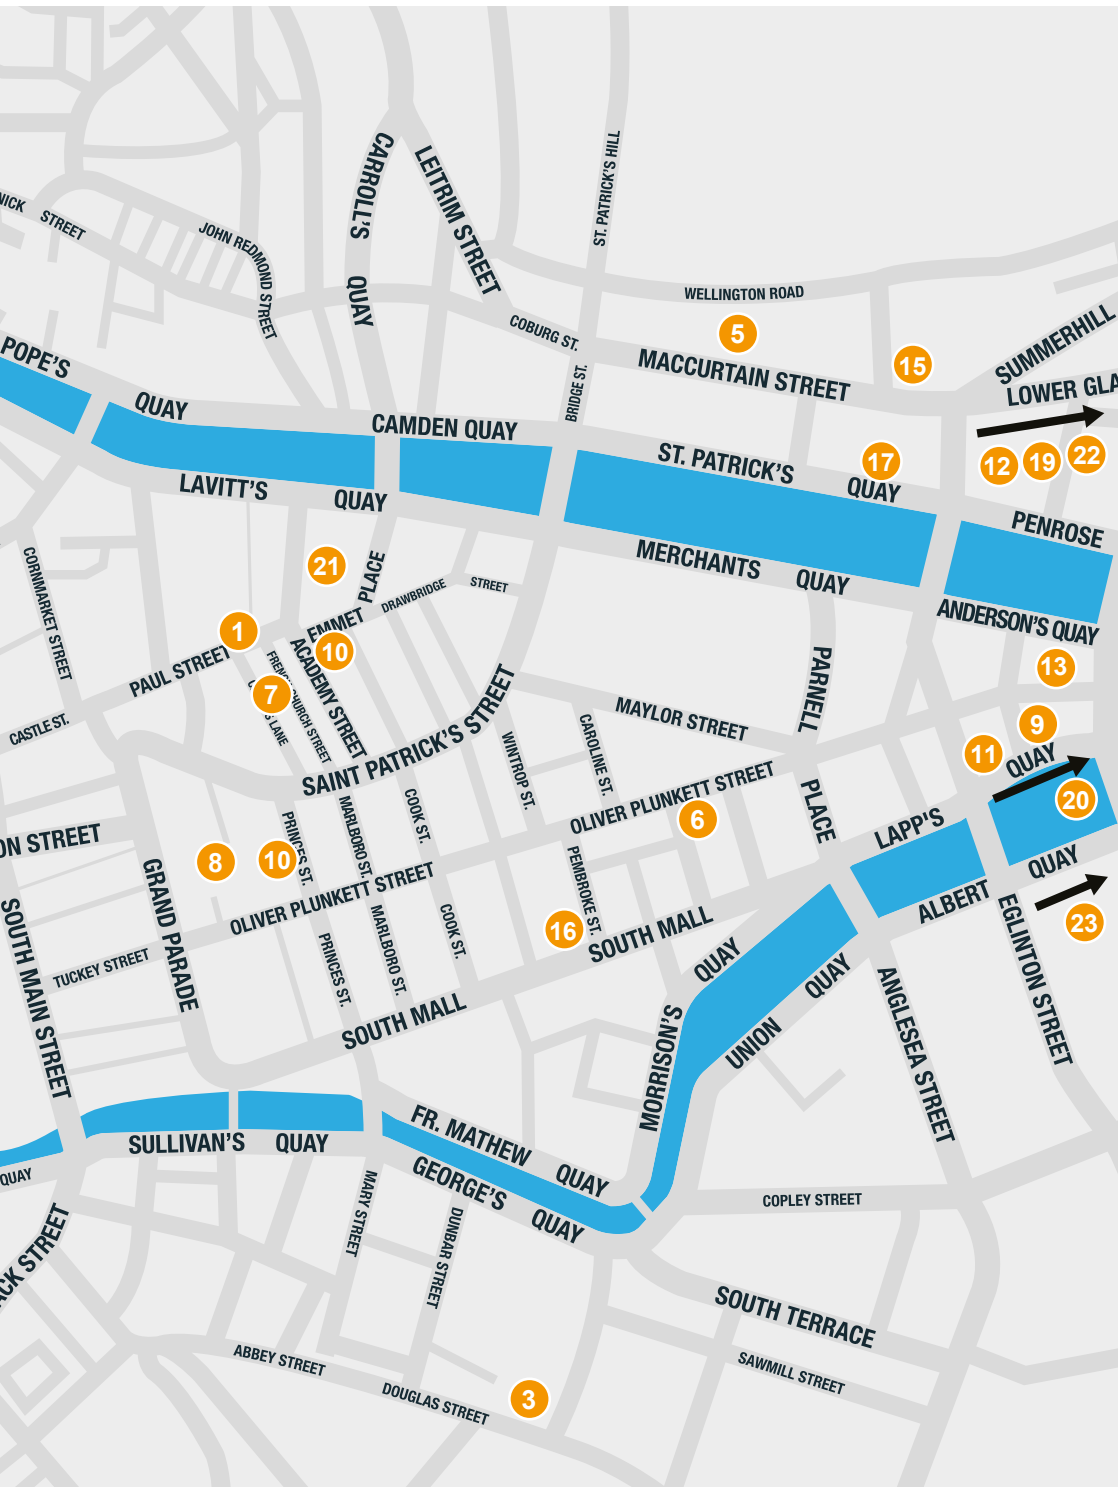 CARROLL'S
QUAY
LEITRIM STREET
ST. PATRICK'S HILL
STREET
JOHN REDMOND STREET
WELLINGTON ROAD
5
COBURG ST.
MACCURTAIN STREET
15
SUMMERHILL
LOWER GLA
BRIDGE ST.
POPE'S
QUAY
CAMDEN QUAY
ST. PATRICK'S
QUAY
17
12
19
22
LAVITT'S
QUAY
PENROSE
MERCHANTS
QUAY
ANDERSON'S QUAY
CORNMARKET STREET
21
EMMET
PLACE
DRAWBRIDGE
STREET
1
10
PAUL STREET
ACADEMY STREET
FRENCH CHURCH STREET
7
LANE
CASTLE ST.
PARNELL
PLACE
13
MAYLOR STREET
9
11
QUAY
20
SAINT PATRICK'S STREET
WINTHROP ST.
CAROLINE ST.
OLIVER PLUNKETT STREET
6
LAPP'S
ALBERT
QUAY
23
ON STREET
8
10
PRINCES ST.
MARLBORO ST.
COOK ST.
PEMBROKE ST.
GRAND PARADE
OLIVER PLUNKETT STREET
SOUTH MAIN STREET
TUCKEY STREET
PRINCES ST.
MARLBORO ST.
COOK ST.
16
SOUTH MALL
SOUTH MALL
MORRISON'S
QUAY
UNION
QUAY
ANGLESEA STREET
EGLINTON STREET
SULLIVAN'S
QUAY
FR. MATHEW
QUAY
GEORGE'S
QUAY
QUAY
MARY STREET
DUNBAR STREET
COPLEY STREET
ACK STREET
SOUTH TERRACE
SAWMILL STREET
ABBEY STREET
DOUGLAS STREET
3